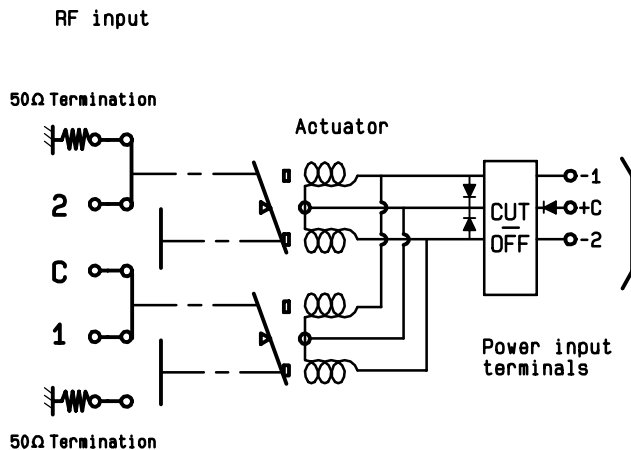 RF input
50Ω Termination
Actuator
2
C
1
-1
+C
-2
CUT
OFF
Power input
terminals
50Ω Termination